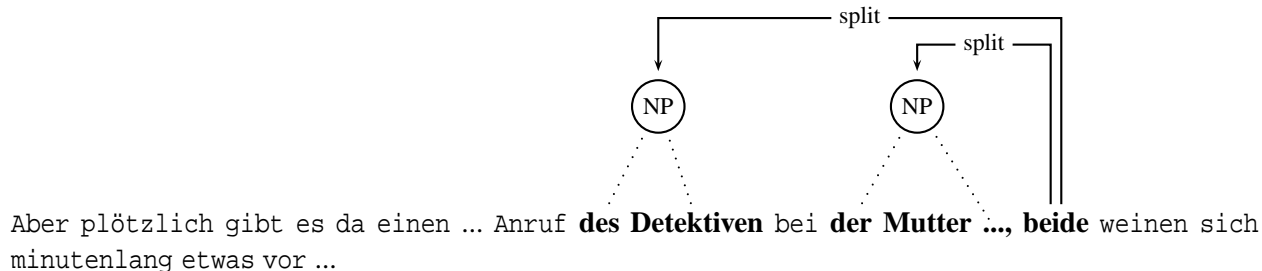 split
split
NP NP
Aber plötzlich gibt es da einen ... Anruf des Detektiven bei der Mutter ..., beide weinen sich
minutenlang etwas vor ...